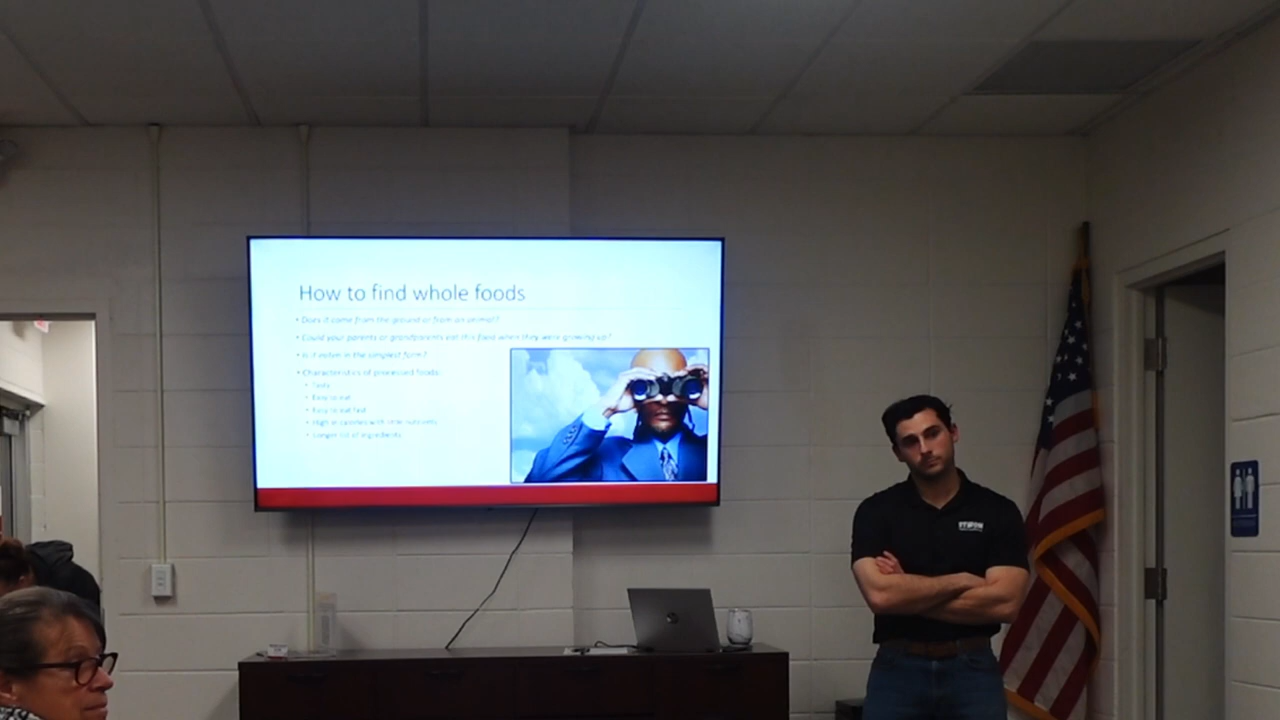 How to find whole foods
• Does it come from the ground or from an animal?
• Could your parents or grandparents eat this food when they were growing up?
• Is it eaten in the simplest form?
• Characteristics of processed foods:
• Tasty
• Easy to eat
• Easy to eat fast
• High in calories with little nutrients
• Longer list of ingredients